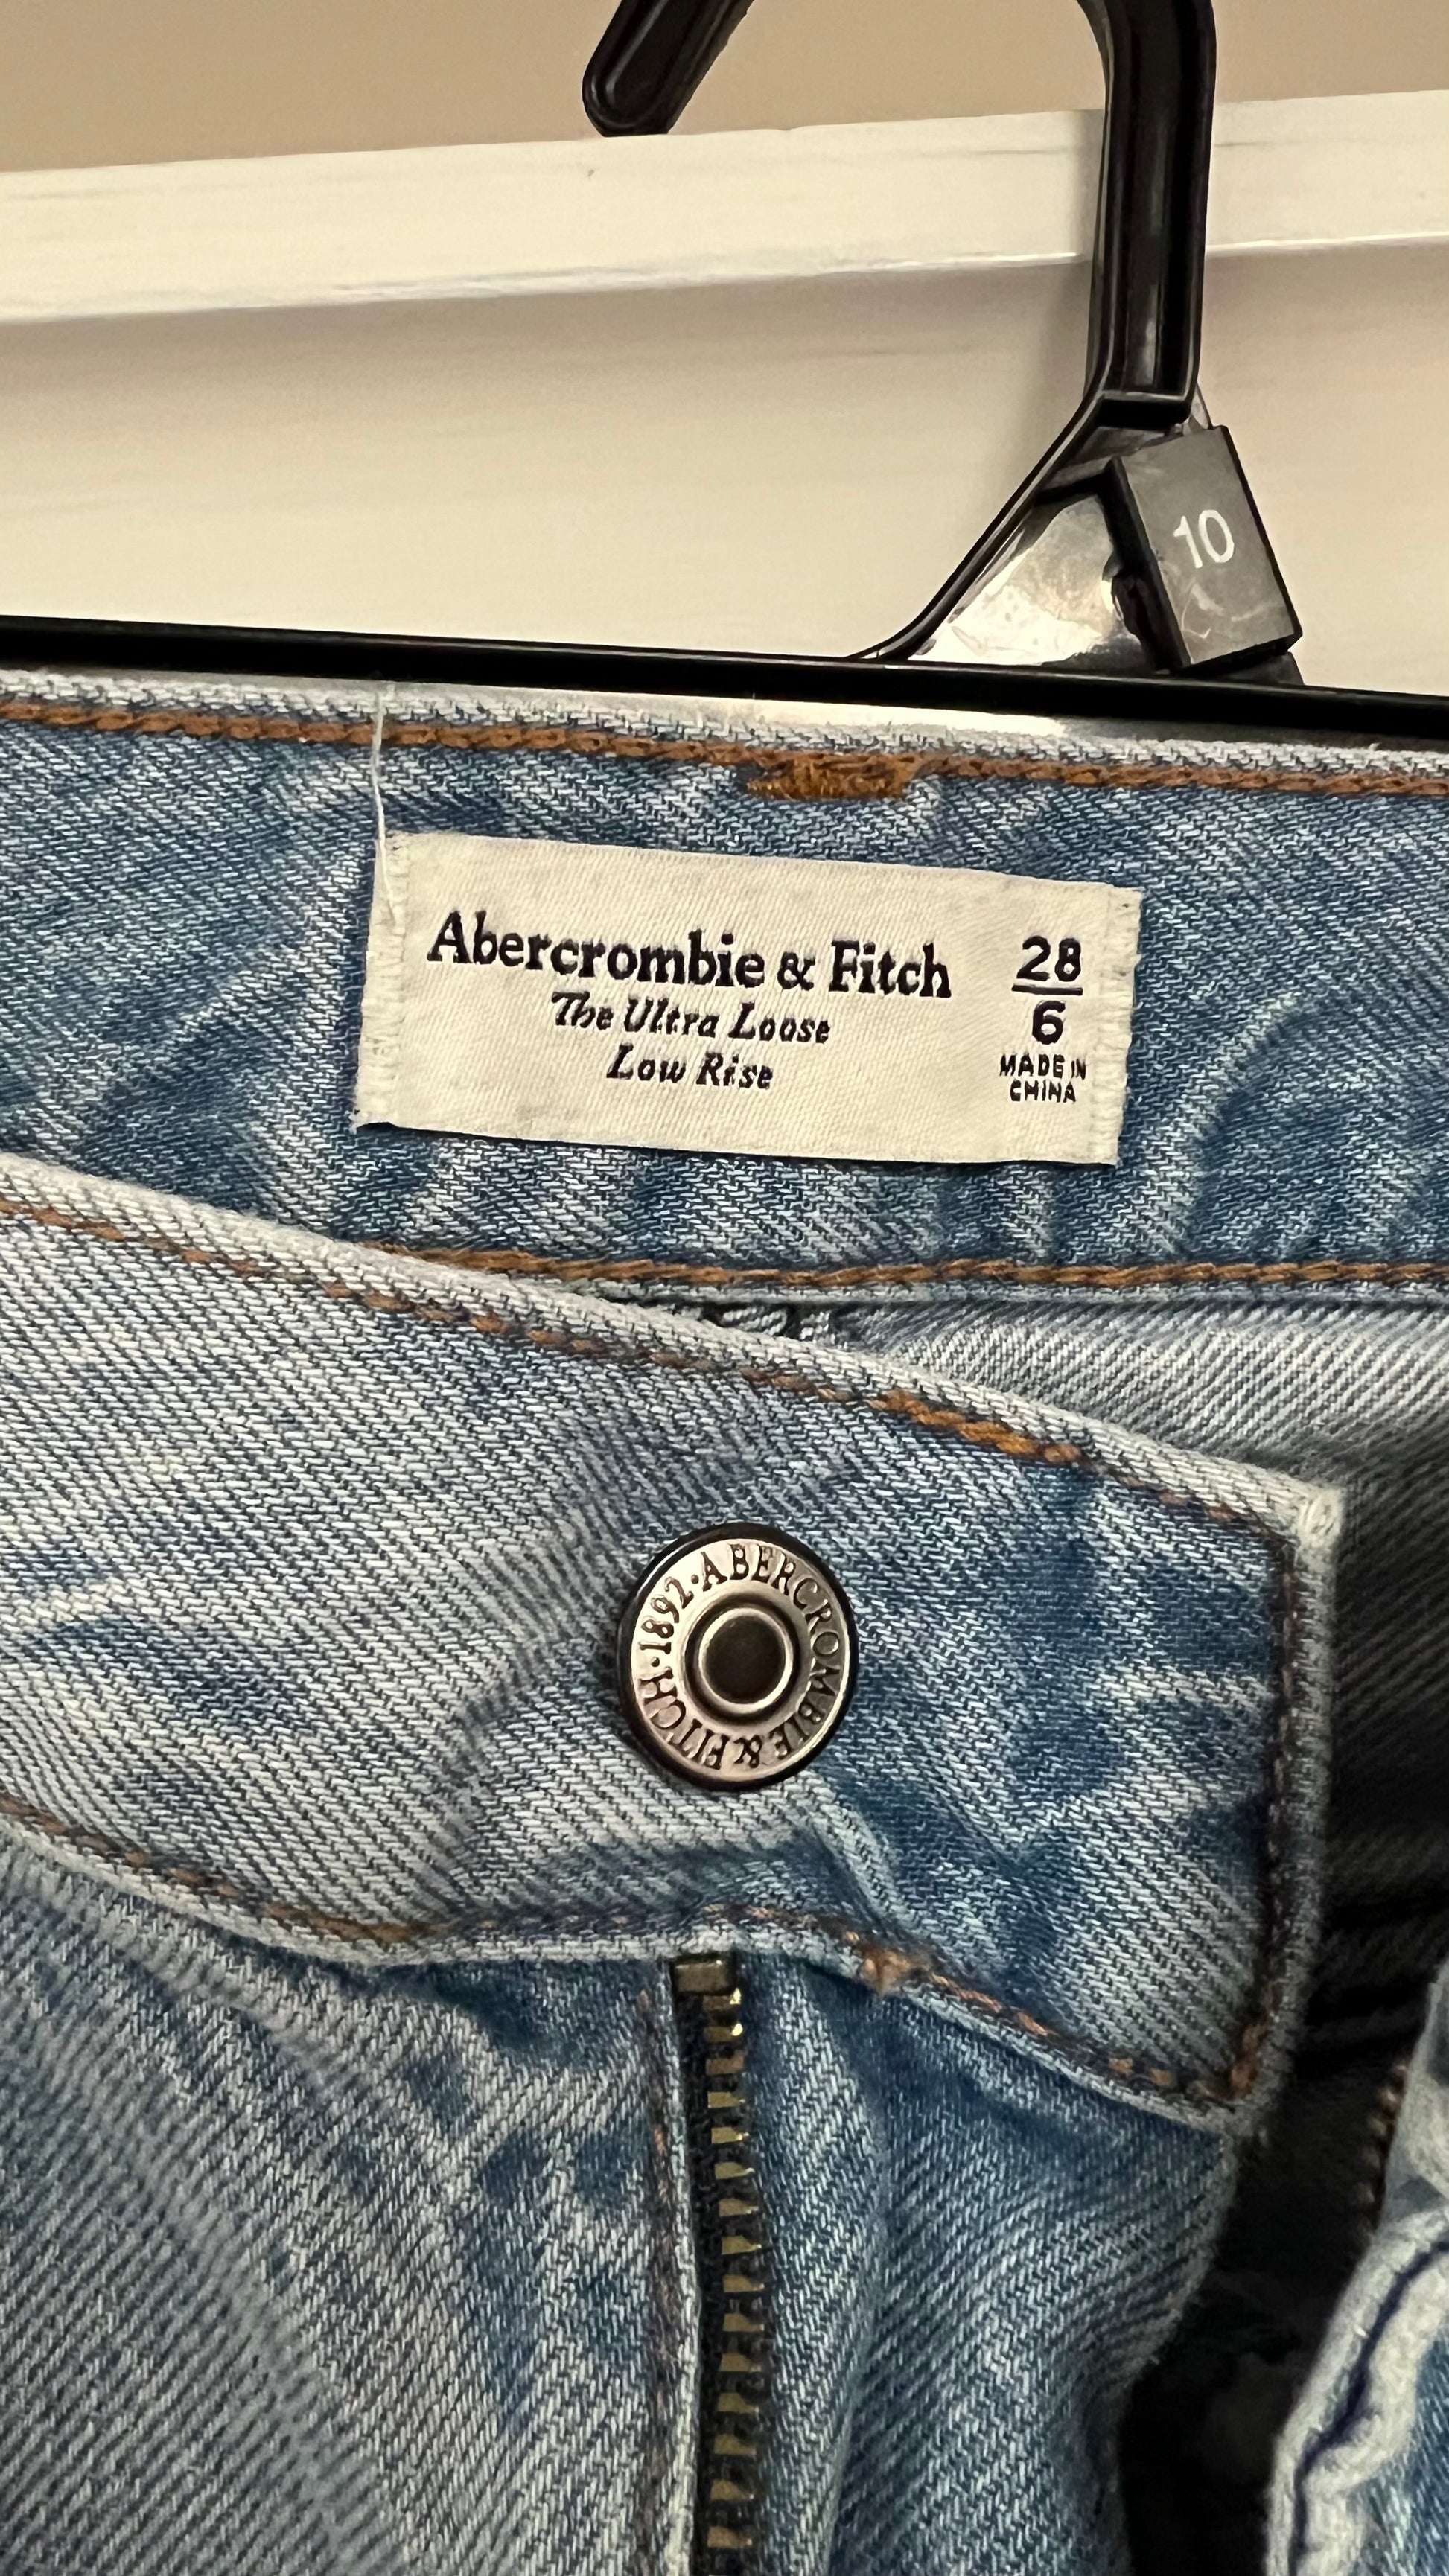 10
Abercrombie & Fitch
The Ultra Loose
Low Rise
28
6
MADE IN
CHINA
·1892·ABERCROMBIE & FITCH